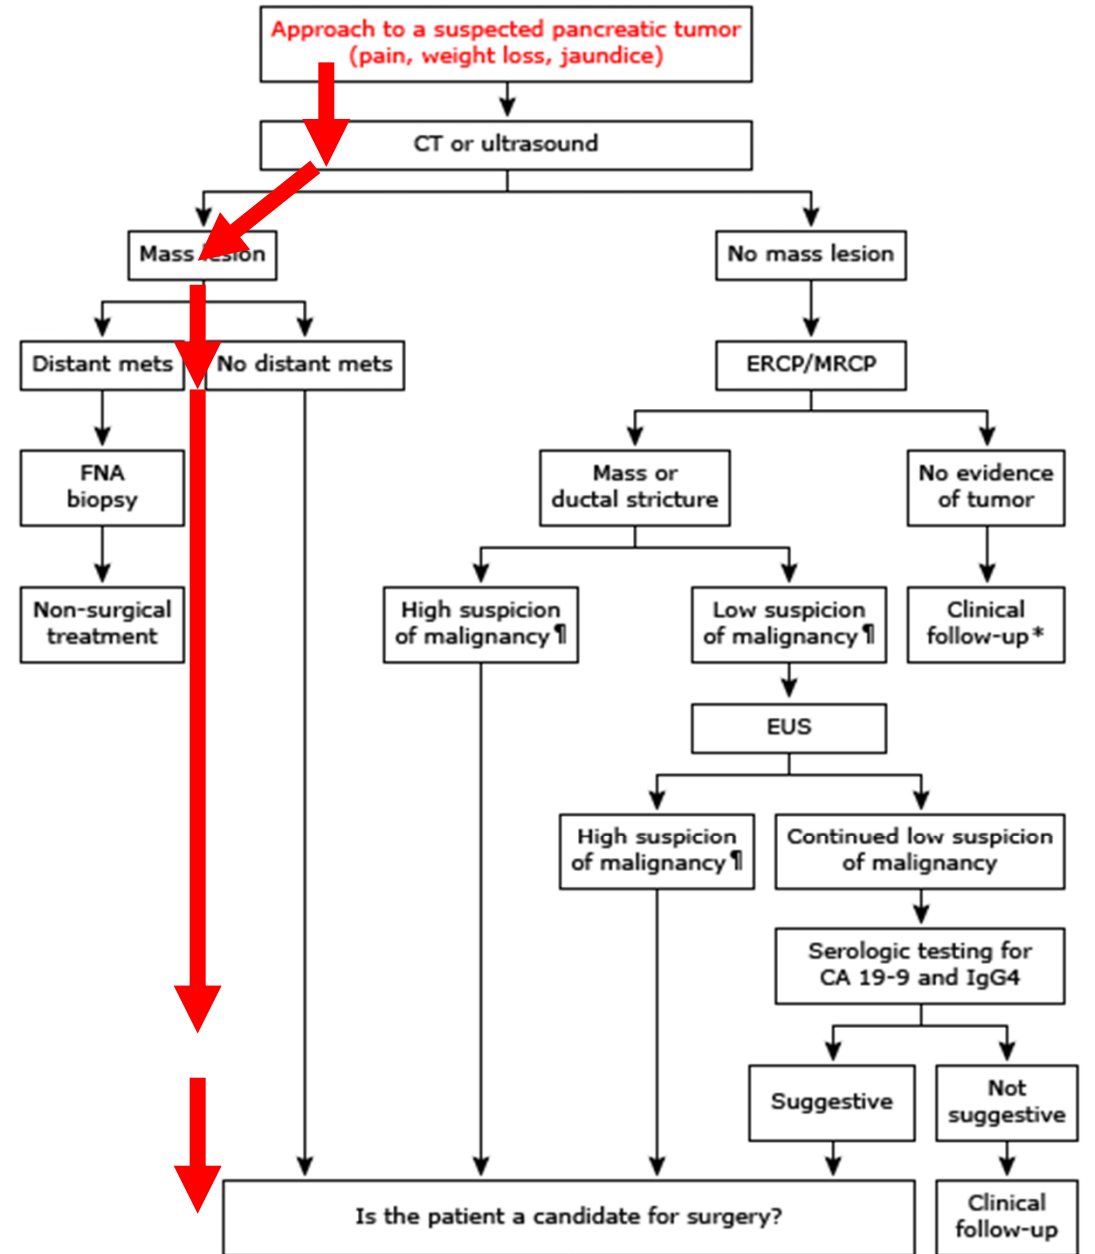 Approach to a suspected pancreatic tumor
(pain, weight loss, jaundice)
CT or ultrasound
Mass lesion
No mass lesion
Distant mets
No distant mets
ERCP/MRCP
FNA
biopsy
Mass or
ductal stricture
No evidence
of tumor
Non-surgical
treatment
High suspicion
of malignancy¶
Low suspicion
of malignancy¶
Clinical
follow-up*
EUS
High suspicion
of malignancy¶
Continued low suspicion
of malignancy
Serologic testing for
CA 19-9 and IgG4
Suggestive
Not
suggestive
Is the patient a candidate for surgery?
Clinical
follow-up